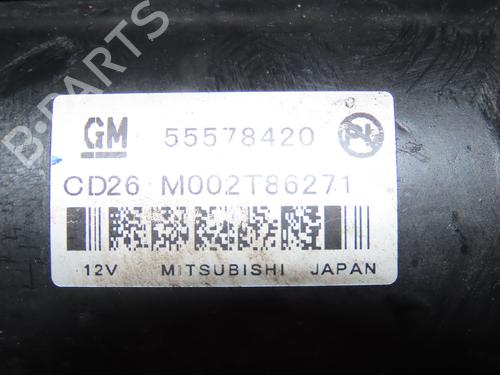 B-PARTS
GM 55578420
CD26 M002T86271
12V MITSUBISHI JAPAN